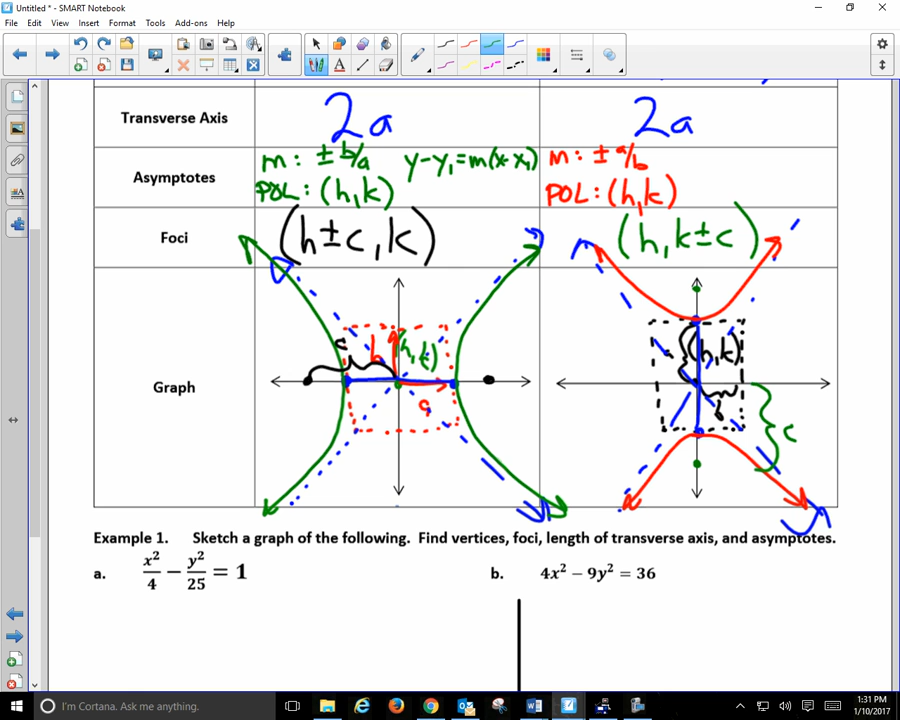 Untitled * - SMART Notebook
File Edit View Insert Format Tools Add-ons Help
Transverse Axis
2a
2a
Asymptotes
m: ± b/a y-y₁=m(x-x₁)
POL: (h,k)
m: ± a/b
POL: (h,k)
Foci
(h±c,k)
(h,k±c)
Graph
c
b
(h,k)
a
(h,k)
b
c
Example 1. Sketch a graph of the following. Find vertices, foci, length of transverse axis, and asymptotes.
a. x²/4 − y²/25 = 1
b. 4x² − 9y² = 36
I'm Cortana. Ask me anything.
1:31 PM
1/10/2017